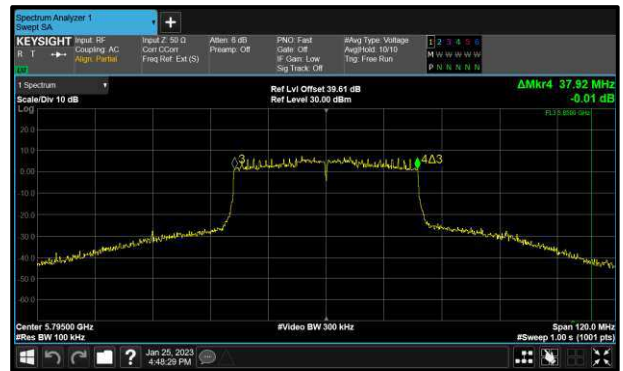 Spectrum Analyzer 1
Swept SA
KEYSIGHT
R T
Input: RF
Coupling: AC
Align: Partial
Input Z: 50 Ω
Corr CCorr
Freq Ref: Ext (S)
Atten: 6 dB
Preamp: Off
PNO: Fast
Gate: Off
IF Gain: Low
Sig Track: Off
#Avg Type: Voltage
Avg|Hold: 10/10
Trig: Free Run
1 2 3 4 5 6
M W W W W W
P N N N N N
1 Spectrum
Scale/Div 10 dB
Log
Ref Lvl Offset 39.61 dB
Ref Level 30.00 dBm
ΔMkr4 37.92 MHz
-0.01 dB
20.0
10.0
0.00
-10.0
-20.0
-30.0
-40.0
-50.0
-60.0
3
4Δ3
Center 5.79500 GHz
#Res BW 100 kHz
#Video BW 300 kHz
Span 120.0 MHz
#Sweep 1.00 s (1001 pts)
?
Jan 25, 2023
4:48:29 PM